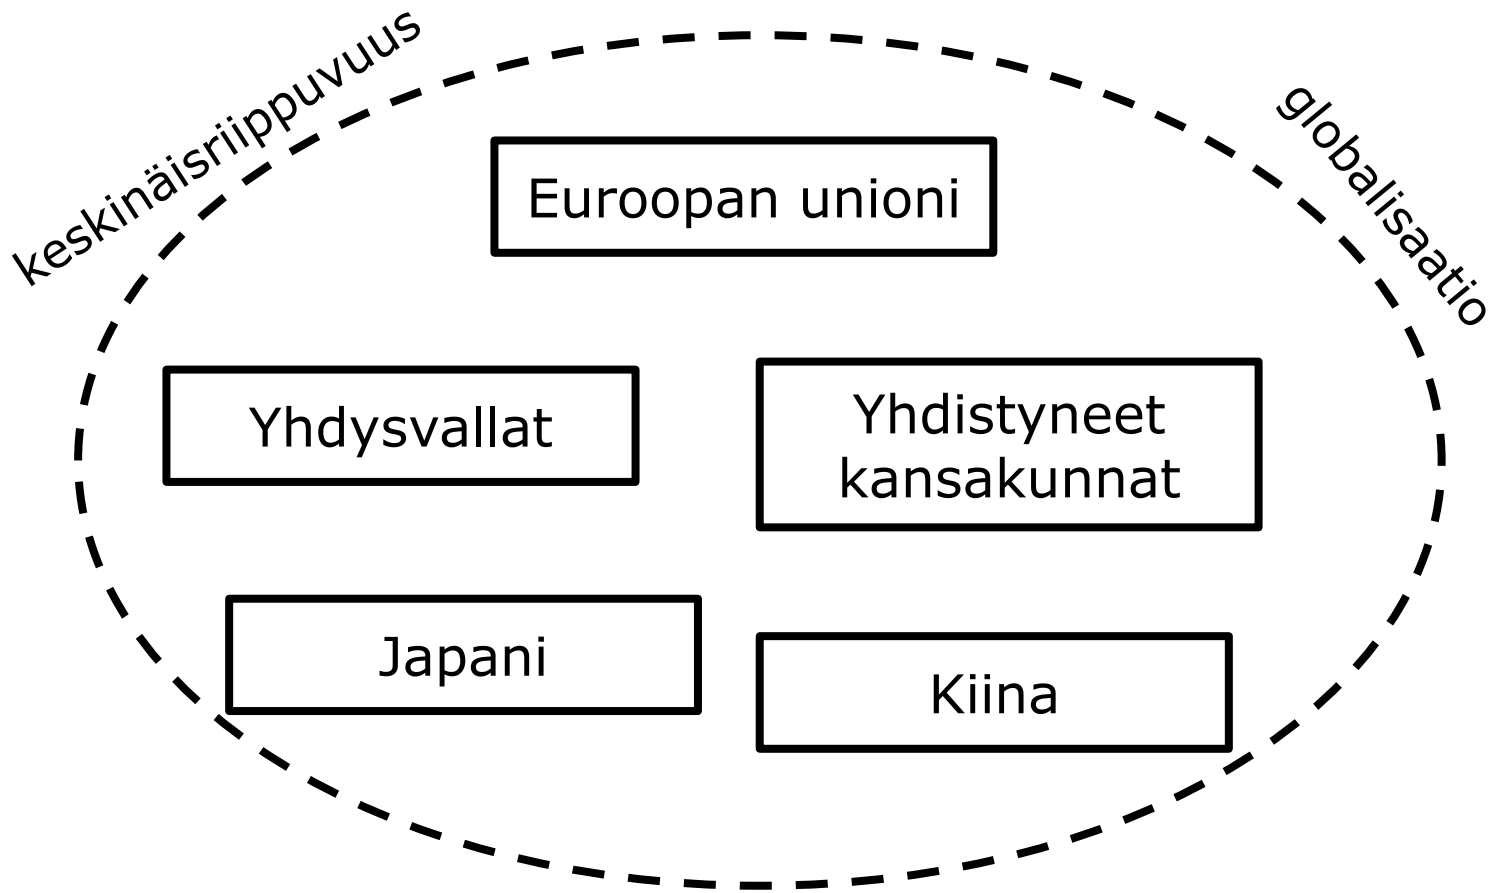 keskinäisriippuvuus
globalisaatio
Euroopan unioni
Yhdysvallat
Yhdistyneet
kansakunnat
Japani
Kiina